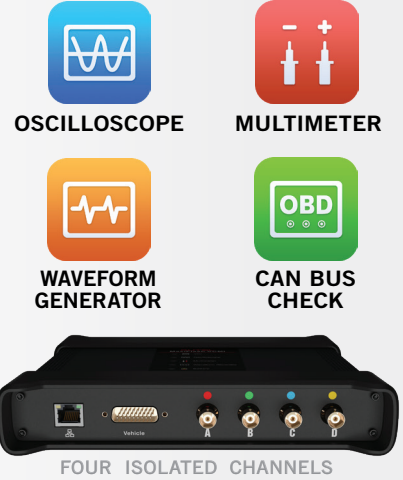 OSCILLOSCOPE
MULTIMETER
OBD
WAVEFORM
GENERATOR
CAN BUS
CHECK
Vehicle
A
B
C
D
FOUR ISOLATED CHANNELS